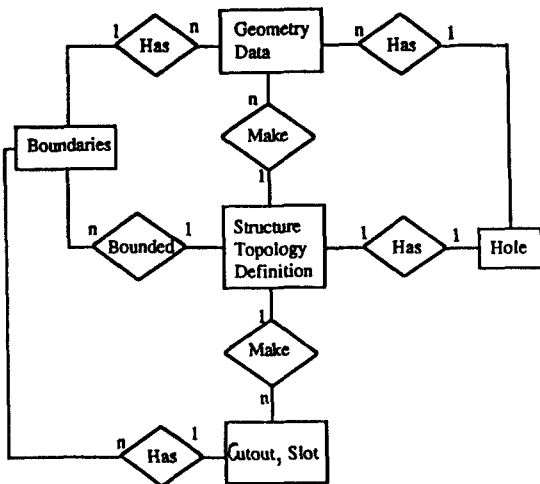 1 Has n
Geometry
Data
n Has 1
n
Make
1
Boundaries
n Bounded 1
Structure
Topology
Definition
1 Has 1
Hole
1
Make
n
n Has 1
Cutout, Slot